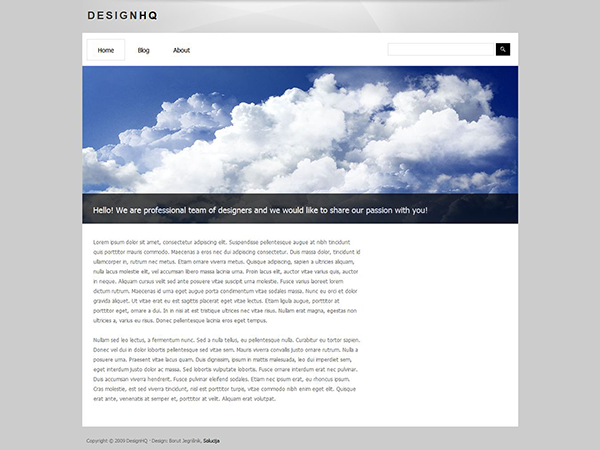 DESIGNHQ
Home Blog About
Hello! We are professional team of designers and we would like to share our passion with you!
Lorem ipsum dolor sit amet, consectetur adipiscing elit. Suspendisse pellentesque augue at nibh tincidunt
quis porttitor mauris commodo. Maecenas a eros nec dui adipiscing consectetur. Duis massa dolor, tincidunt id
ullamcorper in, rutrum nec metus. Etiam ornare viverra metus. Quisque adipiscing, sapien a ultricies aliquam,
nulla lacus molestie elit, vel accumsan libero massa lacinia urna. Proin lacus elit, auctor vitae varius quis, auctor
in neque. Aliquam cursus velit sed ante posuere vitae suscipit urna molestie. Fusce varius laoreet lorem
dictum rutrum. Maecenas id urna eget augue porta condimentum vitae sodales massa. Nunc eu orci et dolor
gravida aliquet. Ut vitae erat eu est sagittis placerat eget vitae lectus. Etiam ligula augue, porttitor at
porttitor eget, ornare a dui. In in nisi at est tristique ultrices nec vitae risus. Nullam erat magna, egestas non
ultricies a, varius eu risus. Donec pellentesque lacinia eros eget tempus.
Nullam sed leo lectus, a fermentum nunc. Sed a nulla tellus, eu pellentesque nulla. Curabitur eu tortor sapien.
Donec vel dui in dolor lobortis pellentesque sed vitae sem. Mauris viverra convallis justo ornare rutrum. Nulla a
posuere urna. Praesent vitae lacus quam. Duis dignissim, ipsum in mattis malesuada, leo dui imperdiet sem,
eget interdum justo dolor ac massa. Sed lobortis vulputate lobortis. Fusce ornare interdum erat nec pulvinar.
Duis accumsan viverra hendrerit. Fusce pulvinar eleifend sodales. Etiam nec ipsum erat, eu rhoncus ipsum.
Cras molestie, est sed viverra tincidunt, nisl est porttitor turpis, vitae commodo nibh enim eget elit. Quisque
erat ante, venenatis at semper et, porttitor at velit. Aliquam erat volutpat.
Copyright © 2009 DesignHQ - Design: Borut Jegrišnik, Solucija